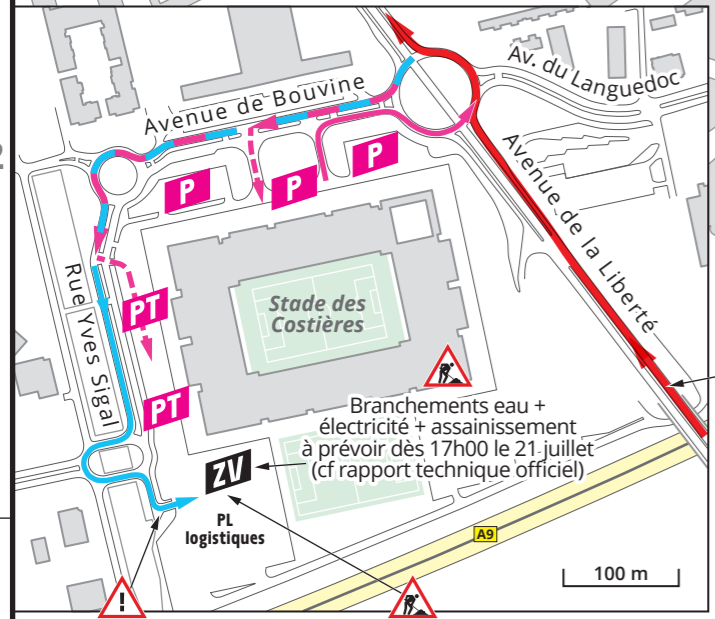 Avenue de Bouvine
Av. du Languedoc
Avenue de la Liberté
P
P
P
Rue Yves Sigal
PT
PT
Stade des
Costières
Branchements eau +
électricité + assainissement
à prévoir dès 17h00 le 21 juillet
(cf rapport technique officiel)
ZV
PL
logistiques
A9
100 m
!